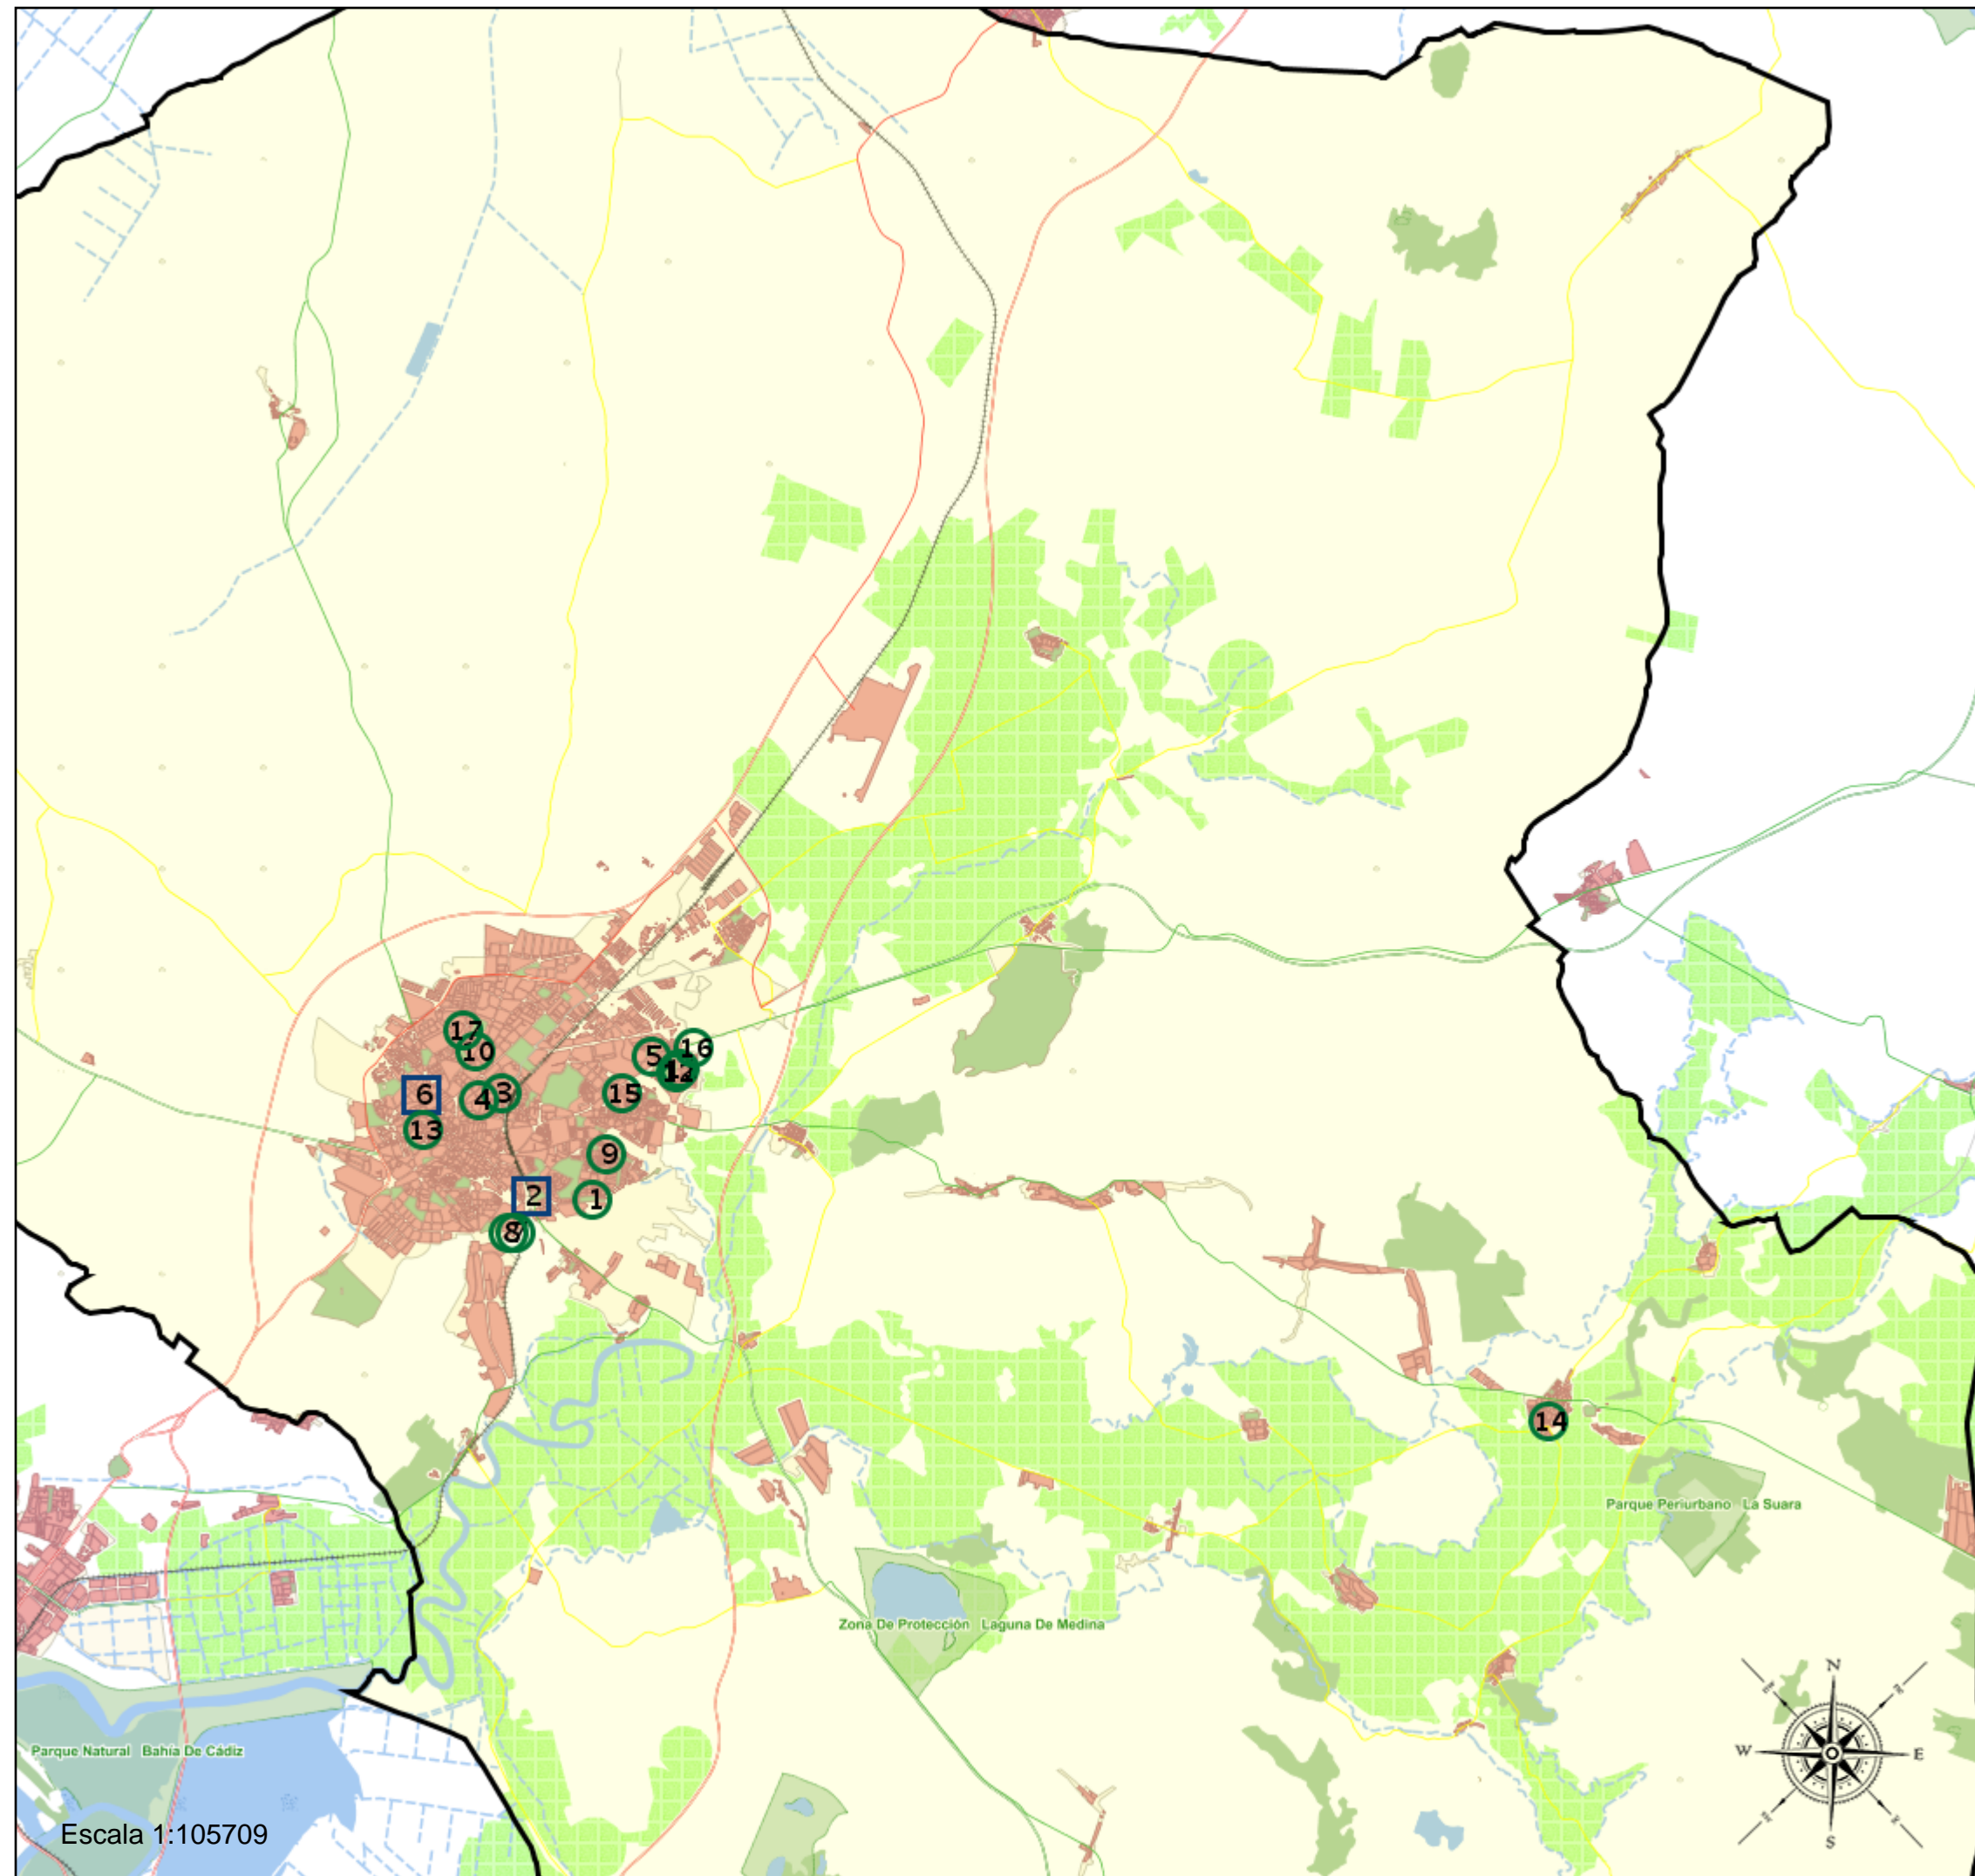 17
10
5
16
12
6
4
3
15
13
9
2
1
8
14
Parque Periurbano La Suara
Zona De Protección Laguna De Medina
N
W
E
S
Parque Natural Bahía De Cádiz
Escala 1:105709